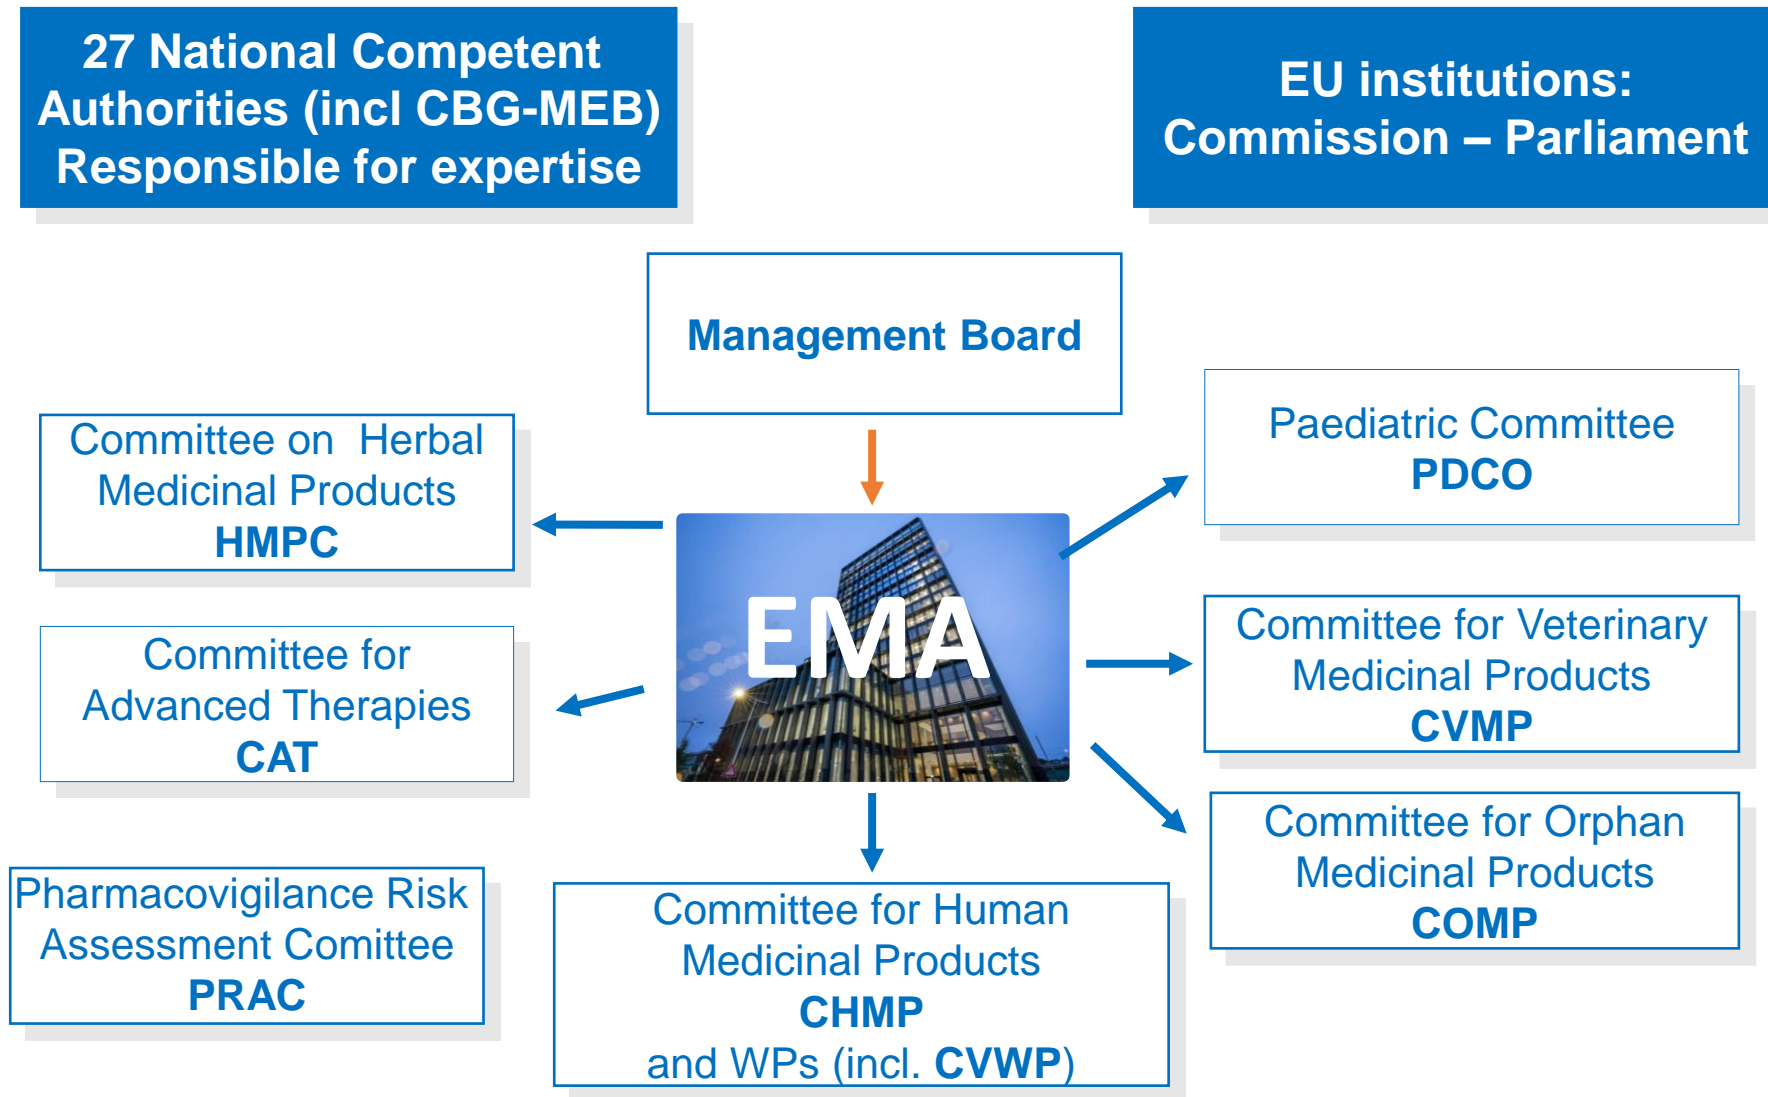 27 National Competent
Authorities (incl CBG-MEB)
Responsible for expertise
EU institutions:
Commission – Parliament
Management Board
Committee on Herbal
Medicinal Products
HMPC
Paediatric Committee
PDCO
EMA
Committee for
Advanced Therapies
CAT
Committee for Veterinary
Medicinal Products
CVMP
Pharmacovigilance Risk
Assessment Comittee
PRAC
Committee for Human
Medicinal Products
CHMP
and WPs (incl. CVWP)
Committee for Orphan
Medicinal Products
COMP